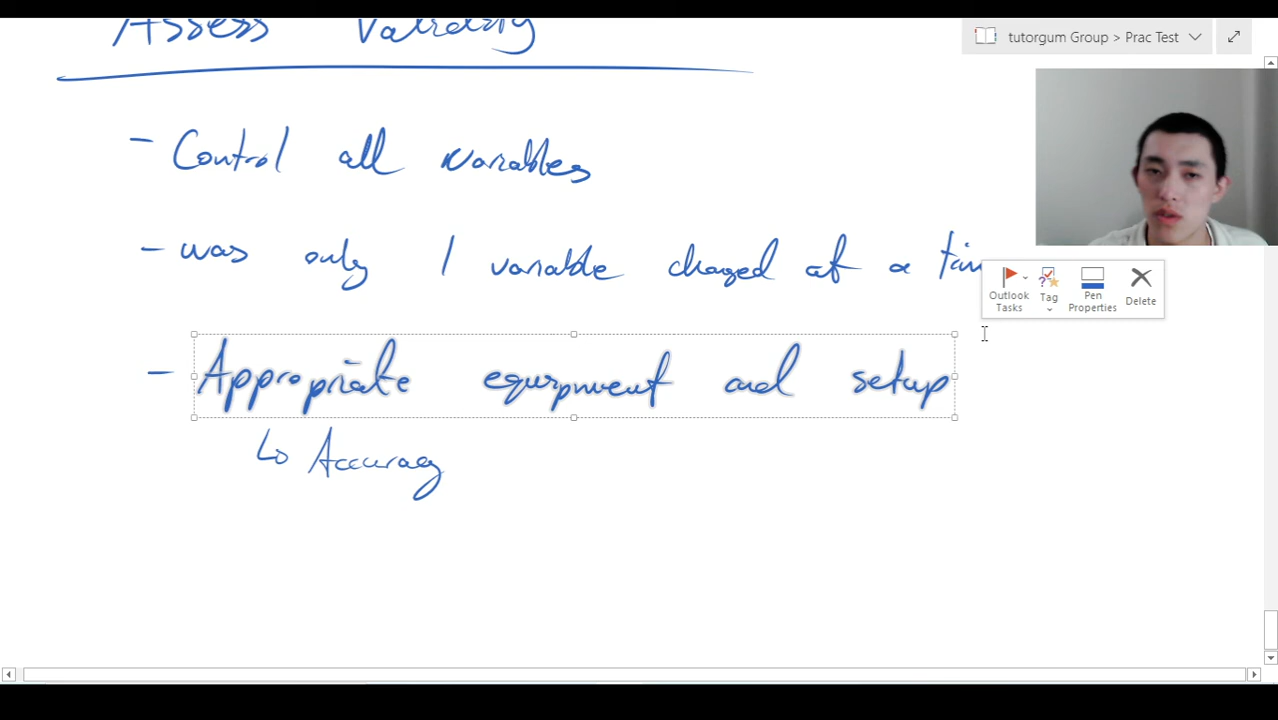 Assess Validity
tutorgum Group > Prac Test
- Control all variables
- was only 1 variable changed at a tim
Outlook Tasks
Tag
Pen Properties
Delete
- Appropriate equipment and setup
↳ Accuracy